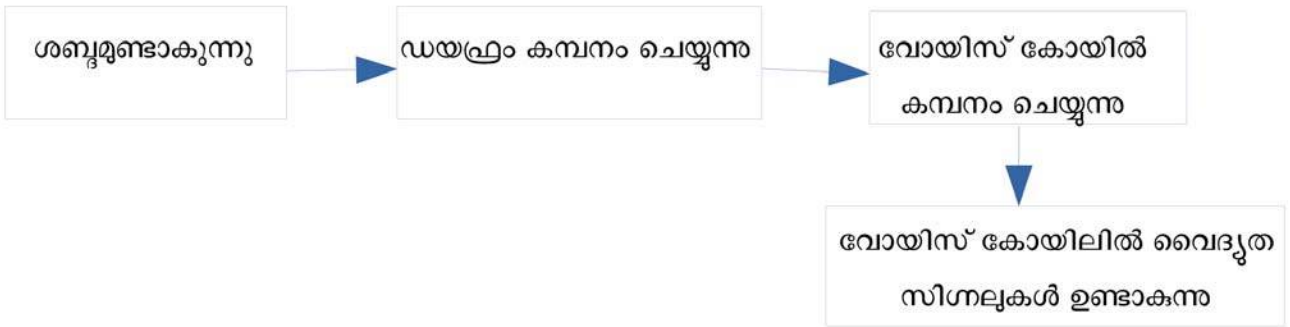 ശബ്ദമുണ്ടാകുന്നു
ഡയഫ്രം കമ്പനം ചെയ്യുന്നു
വോയിസ് കോയിൽ
കമ്പനം ചെയ്യുന്നു
വോയിസ് കോയിലിൽ വൈദ്യുത
സിഗ്നലുകൾ ഉണ്ടാകുന്നു